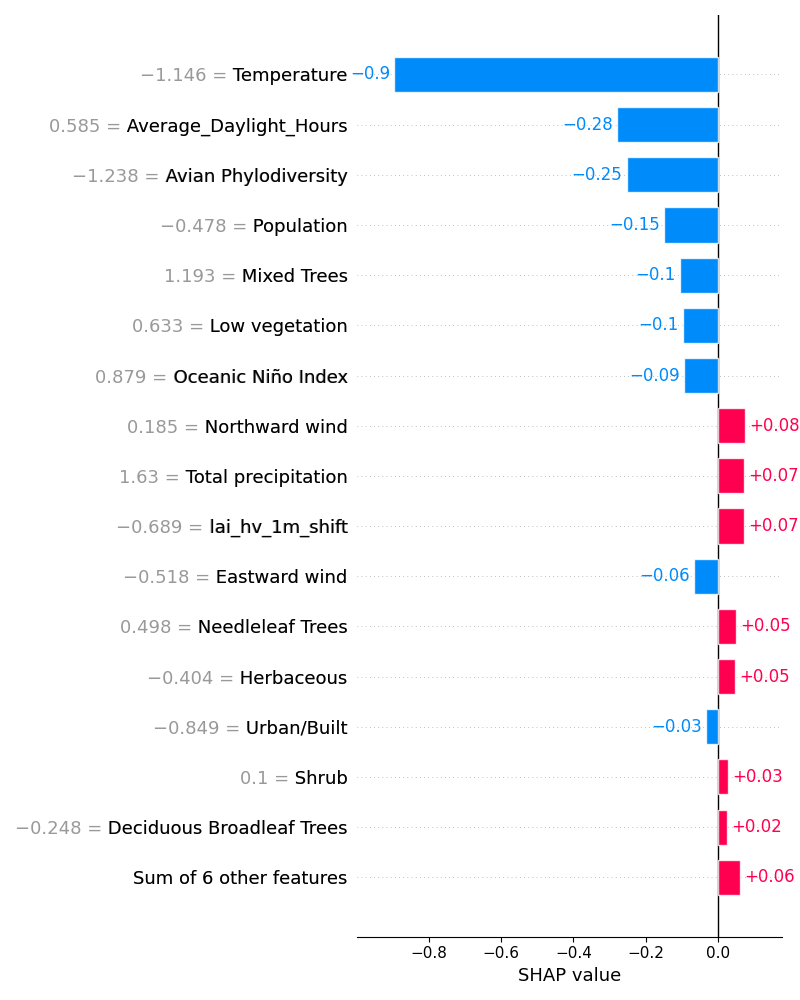 −1.146 = Temperature −0.9
0.585 = Average_Daylight_Hours −0.28
−1.238 = Avian Phylodiversity −0.25
−0.478 = Population −0.15
1.193 = Mixed Trees −0.1
0.633 = Low vegetation −0.1
0.879 = Oceanic Niño Index −0.09
0.185 = Northward wind +0.08
1.63 = Total precipitation +0.07
−0.689 = lai_hv_1m_shift +0.07
−0.518 = Eastward wind −0.06
0.498 = Needleleaf Trees +0.05
−0.404 = Herbaceous +0.05
−0.849 = Urban/Built −0.03
0.1 = Shrub +0.03
−0.248 = Deciduous Broadleaf Trees +0.02
Sum of 6 other features +0.06
−0.8 −0.6 −0.4 −0.2 0.0
SHAP value